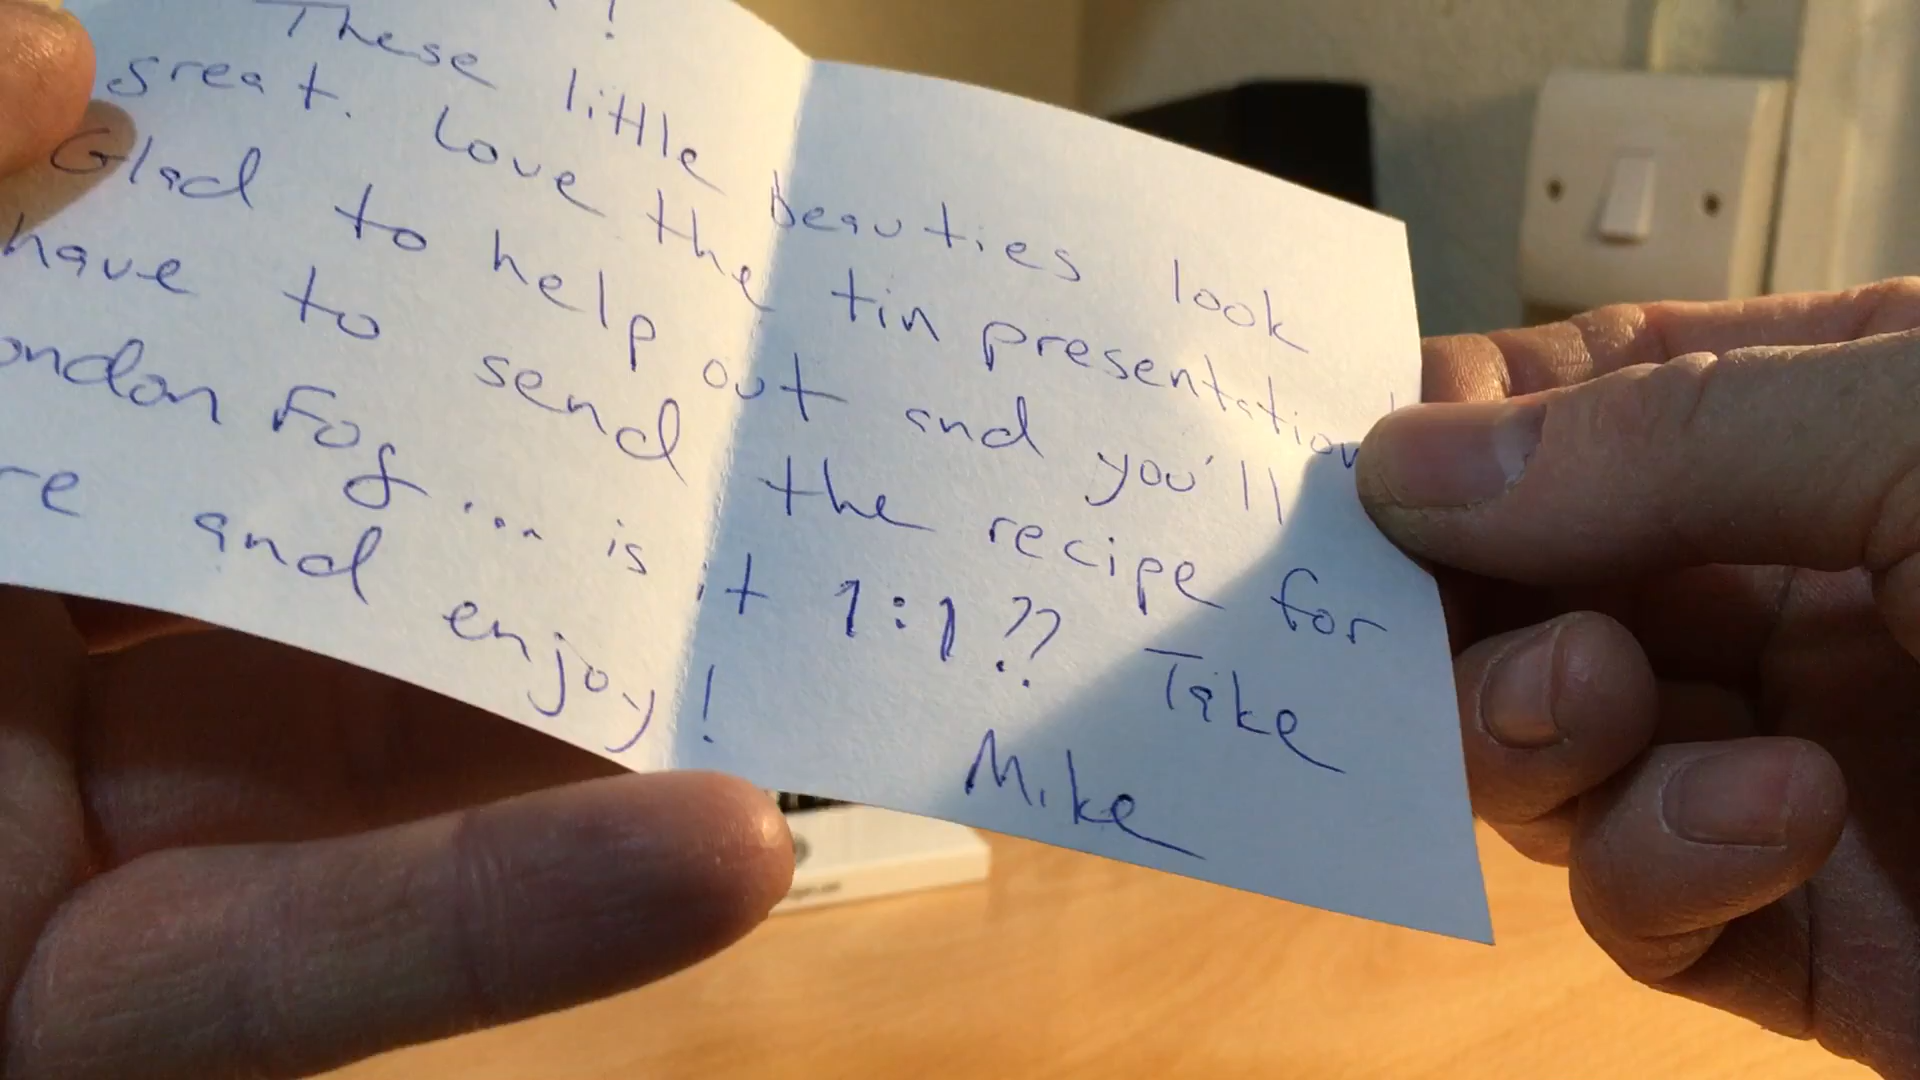 !
These little beauties look
great. Love the tin presentation!
Glad to help out and you'll
have to send the recipe for
ondon Fog... is it 1:1?? Take
re and enjoy!
Mike